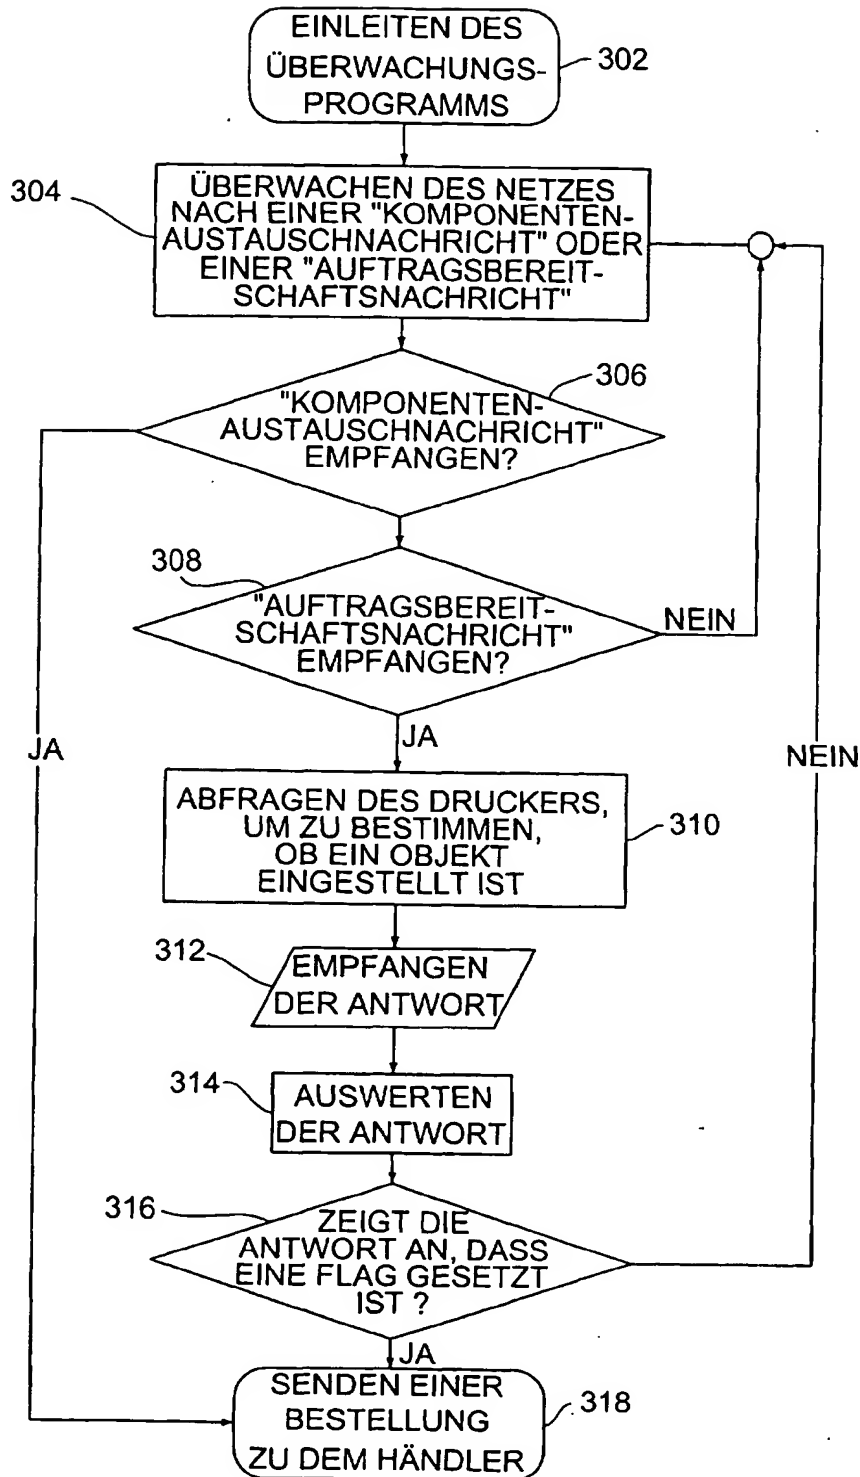 EINLEITEN DES
ÜBERWACHUNGS-
PROGRAMMS
302
304
ÜBERWACHEN DES NETZES
NACH EINER "KOMPONENTEN-
AUSTAUSCHNACHRICHT" ODER
EINER "AUFTRAGSBEREIT-
SCHAFTSNACHRICHT"
306
"KOMPONENTEN-
AUSTAUSCHNACHRICHT"
EMPFANGEN?
308
"AUFTRAGSBEREIT-
SCHAFTSNACHRICHT"
EMPFANGEN?
NEIN
JA
JA
NEIN
ABFRAGEN DES DRUCKERS,
UM ZU BESTIMMEN,
OB EIN OBJEKT
EINGESTELLT IST
310
312
EMPFANGEN
DER ANTWORT
314
AUSWERTEN
DER ANTWORT
316
ZEIGT DIE
ANTWORT AN, DASS
EINE FLAG GESETZT
IST ?
JA
SENDEN EINER
BESTELLUNG
ZU DEM HÄNDLER
318